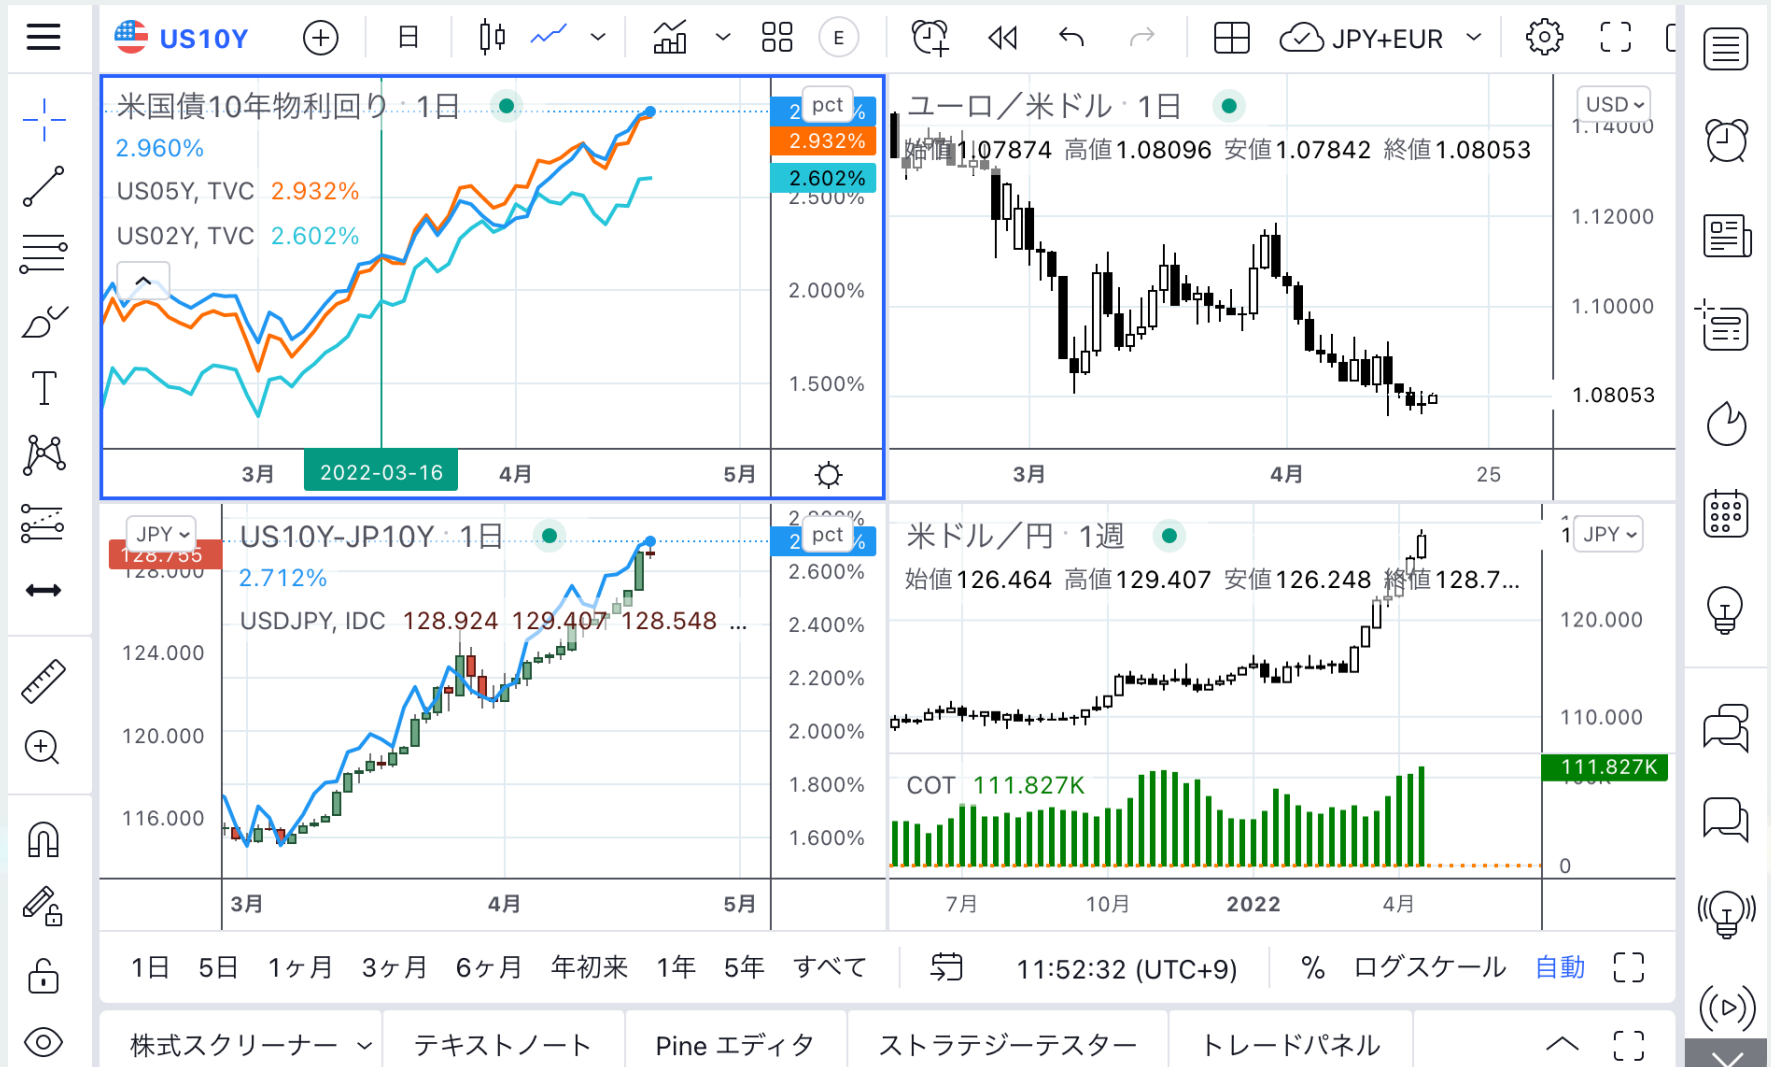 US10Y
日
E
JPY+EUR
米国債10年物利回り · 1日
pct
2.960%
2.932%
US05Y, TVC 2.932%
2.602%
2.500%
US02Y, TVC 2.602%
2.000%
1.500%
3月 2022-03-16 4月 5月
ユーロ／米ドル · 1日
USD
1.14000
始値1.07874 高値1.08096 安値1.07842 終値1.08053
1.12000
1.10000
1.08053
3月 4月 25
JPY
US10Y-JP10Y · 1日
pct
128.755
128.000
2.712%
2.600%
USDJPY, IDC 128.924 129.407 128.548 ...
2.400%
124.000
2.200%
120.000
2.000%
1.800%
116.000
1.600%
3月 4月 5月
米ドル／円 · 1週
JPY
始値126.464 高値129.407 安値126.248 終値128.7...
120.000
110.000
111.827K
COT 111.827K
0
7月 10月 2022 4月
1日 5日 1ヶ月 3ヶ月 6ヶ月 年初来 1年 5年 すべて 11:52:32 (UTC+9) % ログスケール 自動
株式スクリーナー テキストノート Pine エディタ ストラテジーテスター トレードパネル